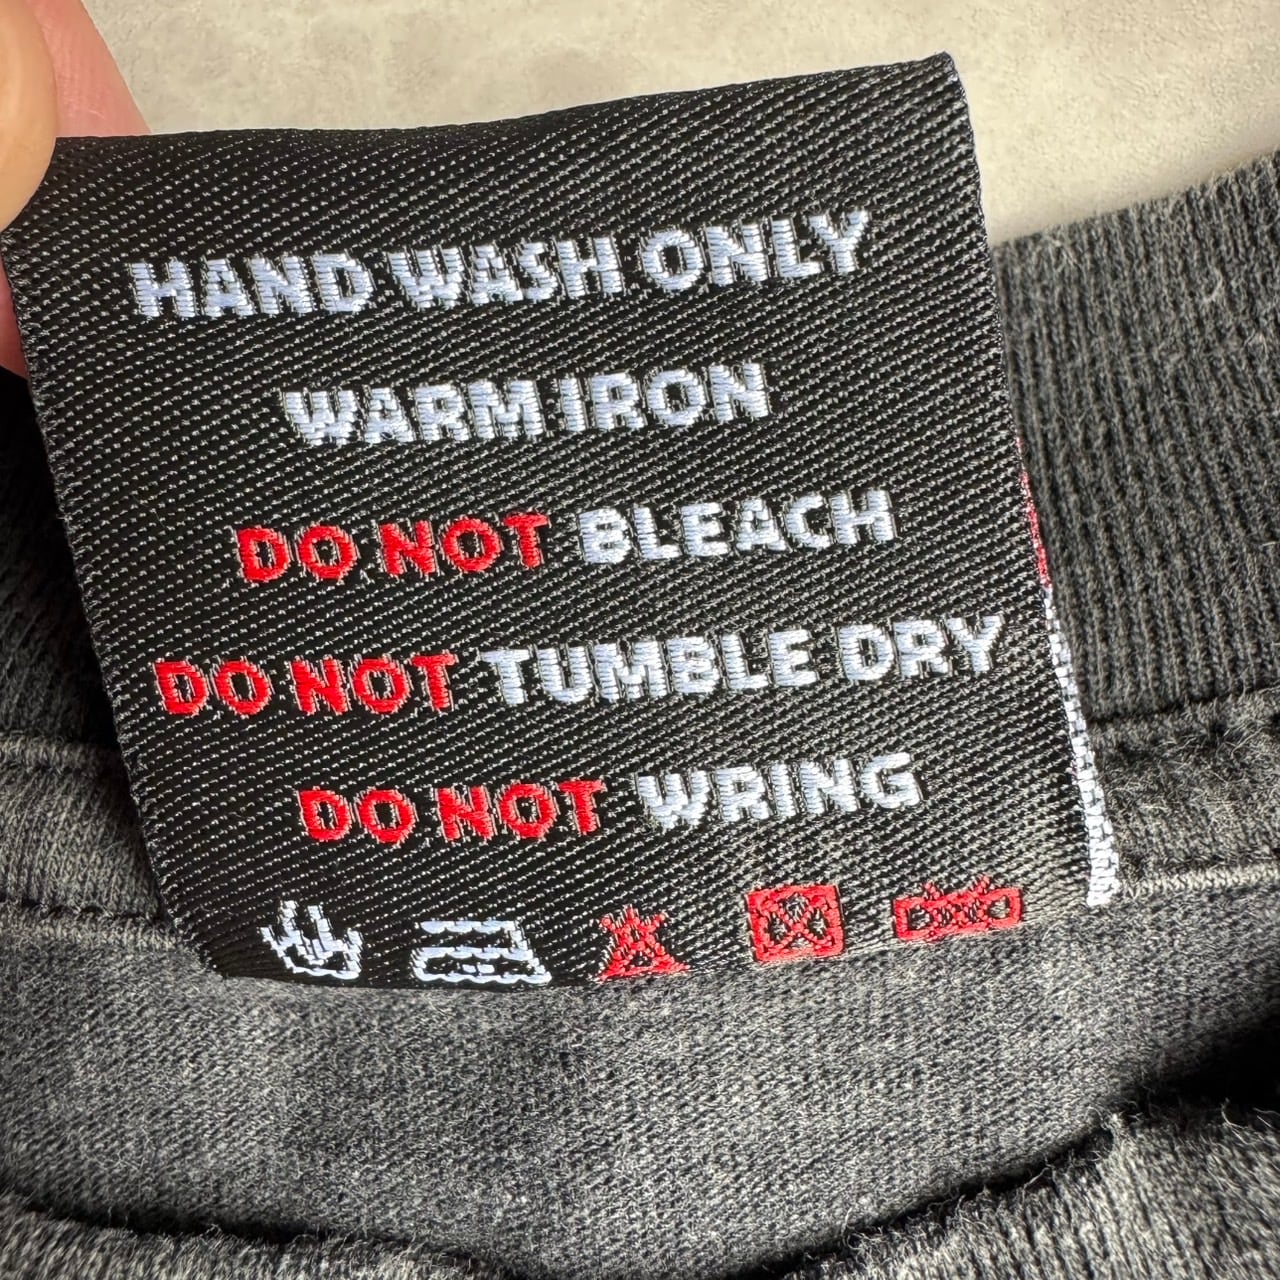 HAND WASH ONLY
WARM IRON
DO NOT BLEACH
DO NOT TUMBLE DRY
DO NOT WRING